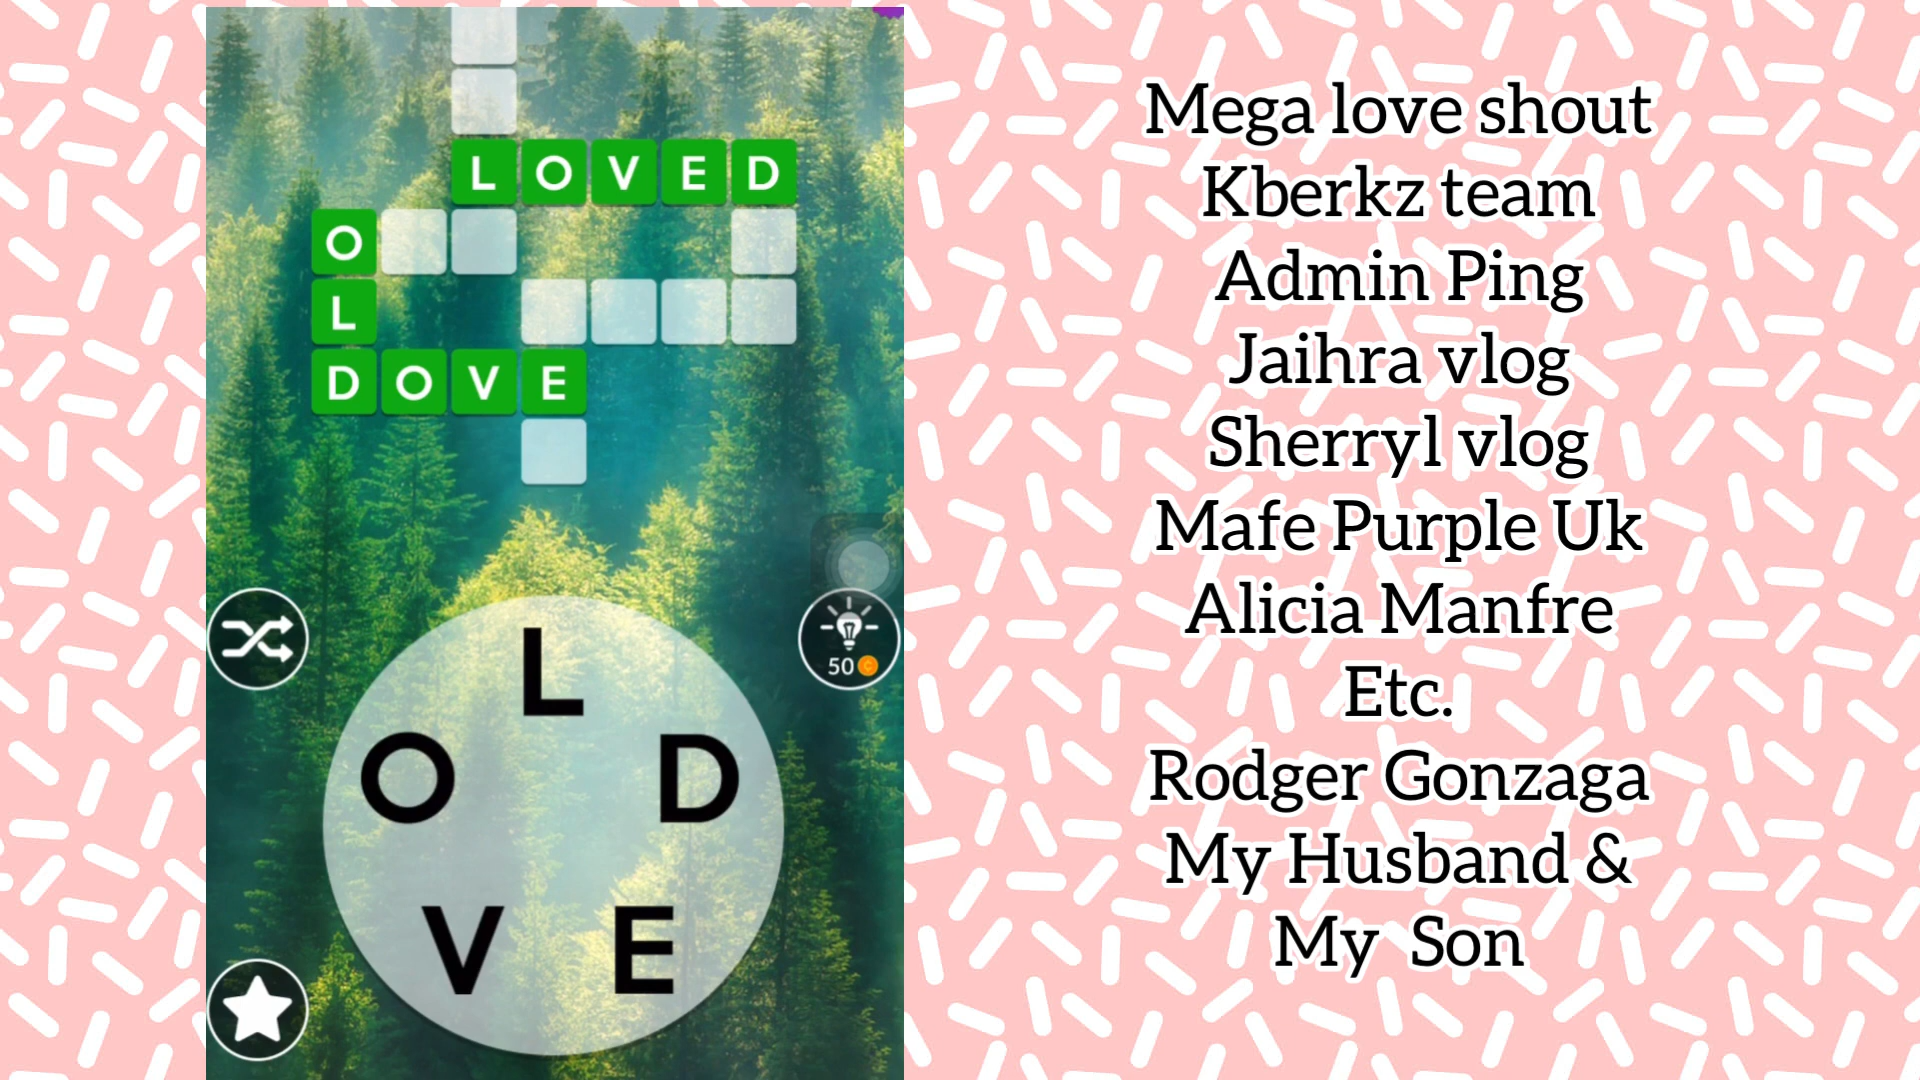 LOVED
O
L
DOVE
50
L
O D
V E
Mega love shout
Kberkz team
Admin Ping
Jaihra vlog
Sherryl vlog
Mafe Purple Uk
Alicia Manfre
Etc.
Rodger Gonzaga
My Husband &
My Son